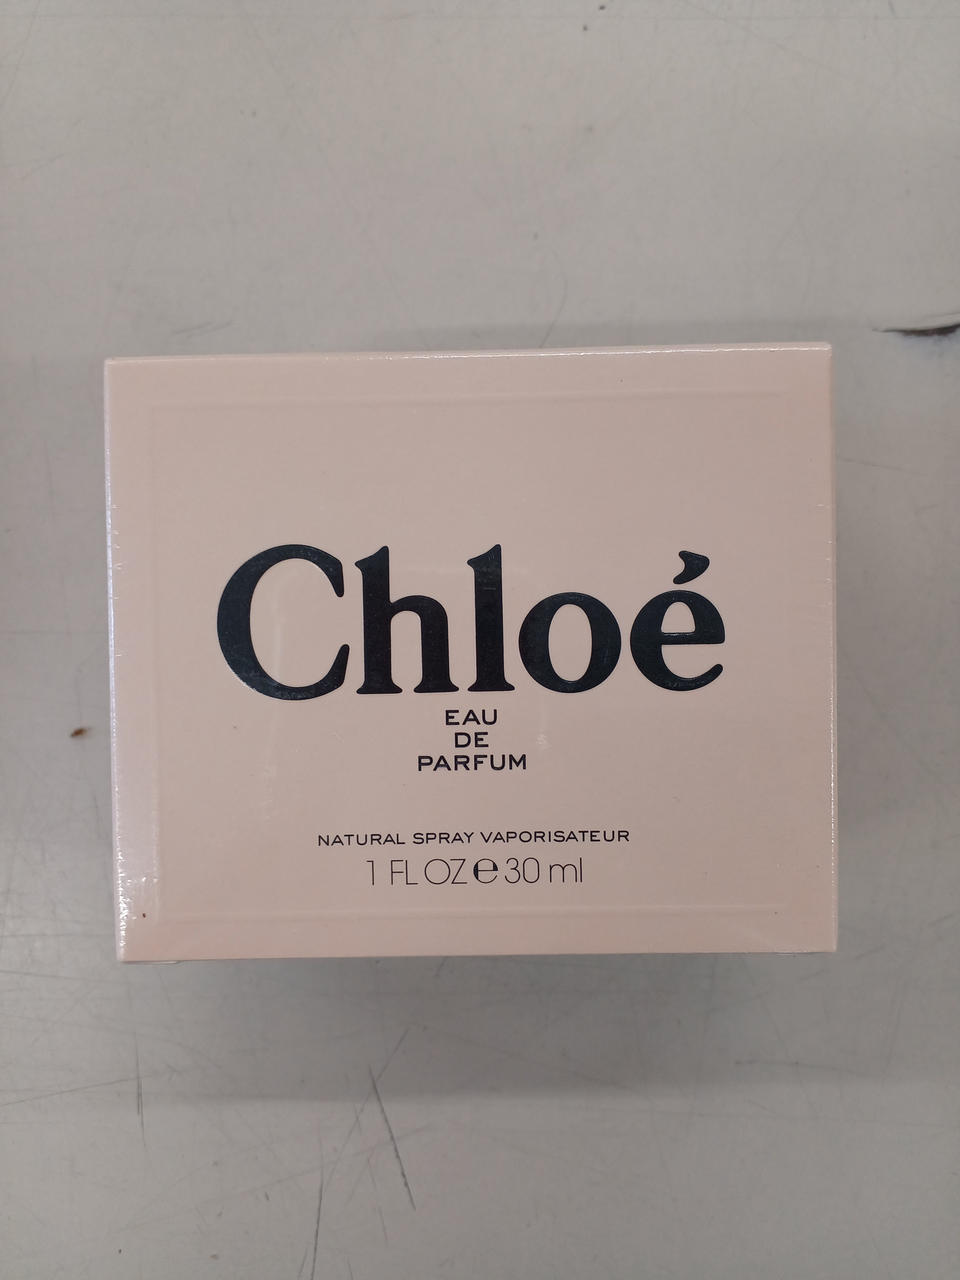 Chloé
EAU
DE
PARFUM
NATURAL SPRAY VAPORISATEUR
1 FL OZ ℮ 30 ml